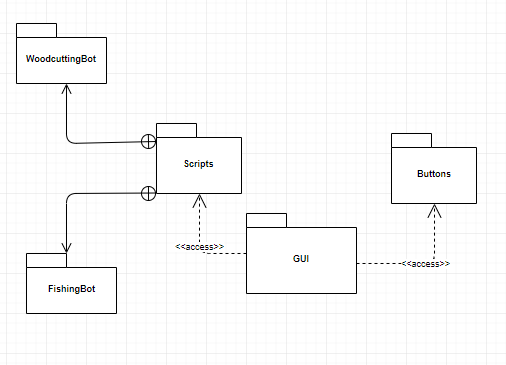 WoodcuttingBot
Scripts
Buttons
<<access>>
GUI
<<access>>
FishingBot